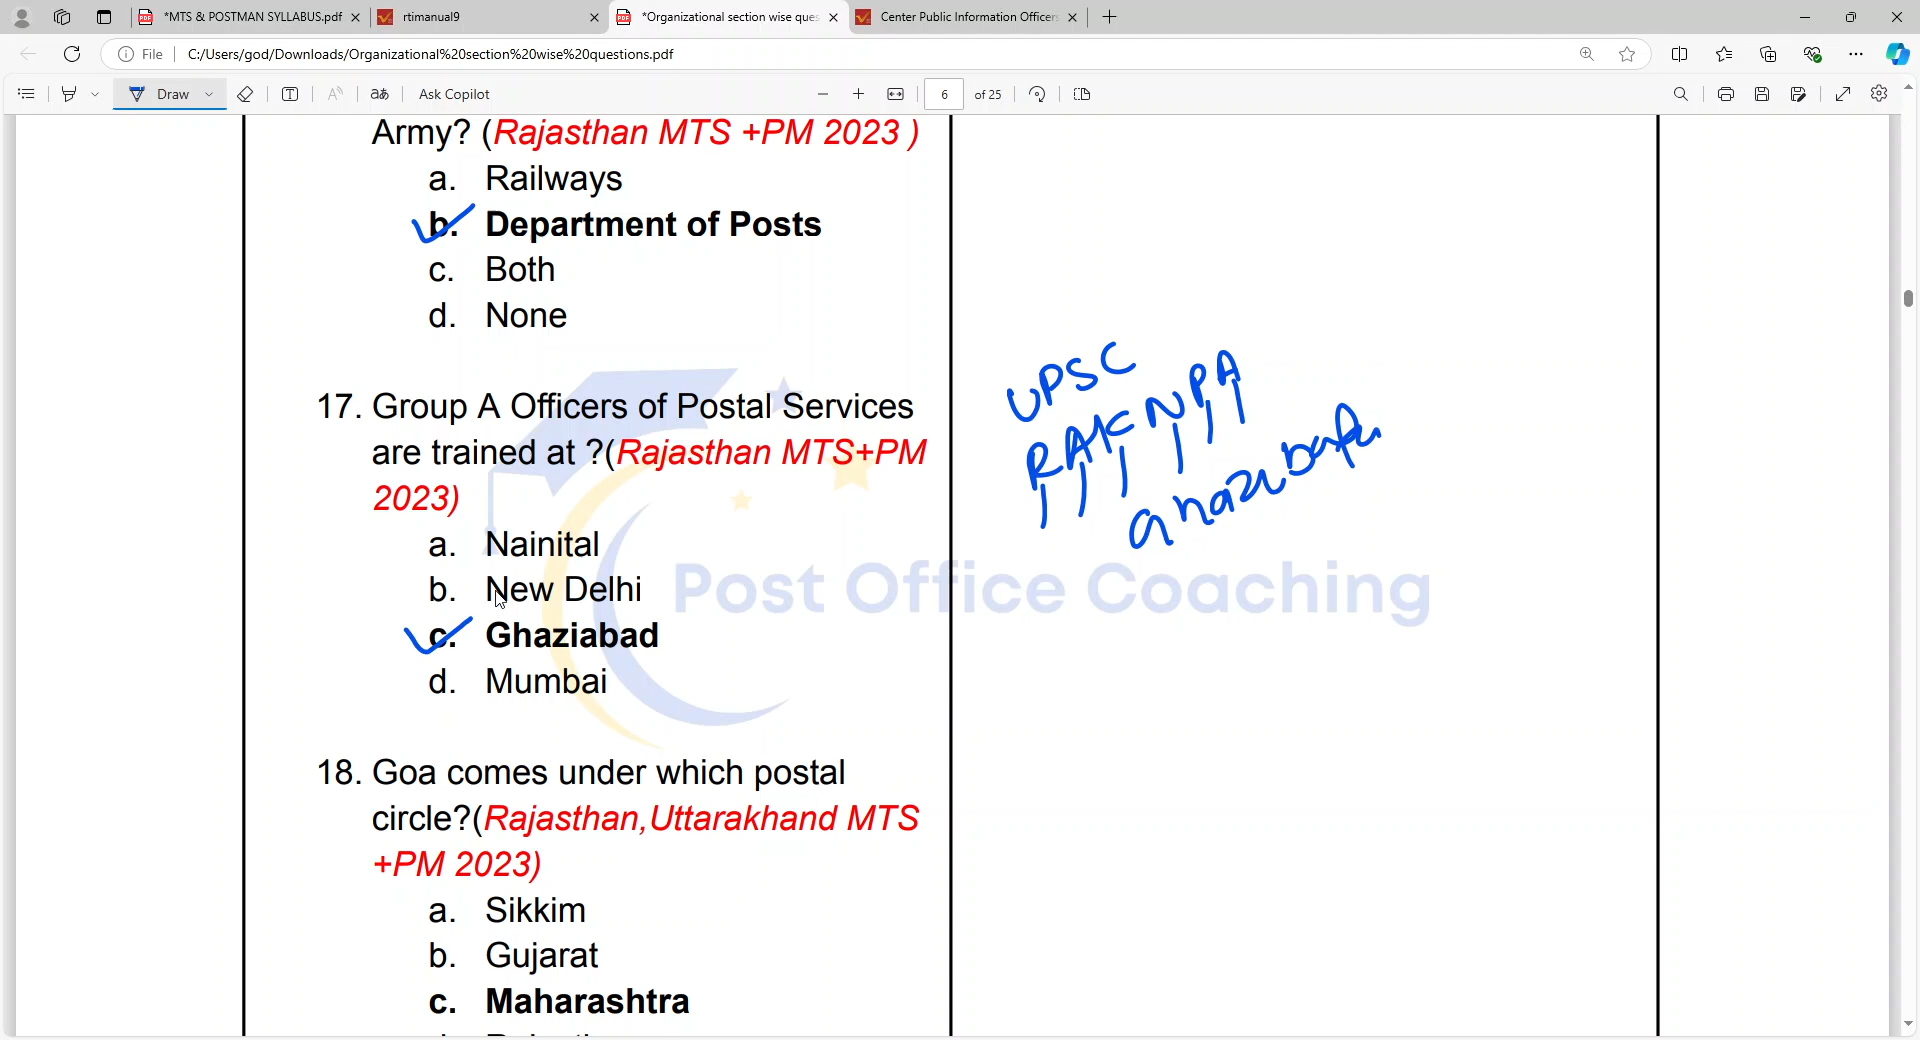 *MTS & POSTMAN SYLLABUS.pdf
rtimanual9
*Organizational section wise ques
Center Public Information Officers
File
C:/Users/god/Downloads/Organizational%20section%20wise%20questions.pdf
Draw
Ask Copilot
6 of 25
Army? (Rajasthan MTS +PM 2023 )
a. Railways
b. Department of Posts
c. Both
d. None
17. Group A Officers of Postal Services
are trained at ?(Rajasthan MTS+PM
2023)
a. Nainital
b. New Delhi
c. Ghaziabad
d. Mumbai
UPSC
RAKNPA
Post Office Coaching
18. Goa comes under which postal
circle?(Rajasthan,Uttarakhand MTS
+PM 2023)
a. Sikkim
b. Gujarat
c. Maharashtra